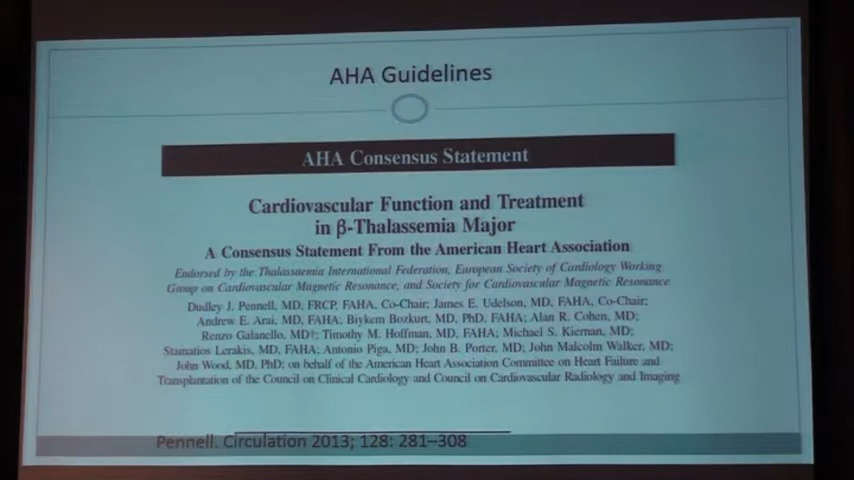 AHA Guidelines
AHA Consensus Statement
Cardiovascular Function and Treatment
in β-Thalassemia Major
A Consensus Statement From the American Heart Association
Endorsed by the Thalassaemia International Federation, European Society of Cardiology Working
Group on Cardiovascular Magnetic Resonance, and Society for Cardiovascular Magnetic Resonance
Dudley J. Pennell, MD, FRCP, FAHA, Co-Chair; James E. Udelson, MD, FAHA, Co-Chair;
Andrew E. Arai, MD, FAHA; Biykem Bozkurt, MD, PhD, FAHA; Alan R. Cohen, MD;
Renzo Galanello, MD†; Timothy M. Hoffman, MD, FAHA; Michael S. Kiernan, MD;
Stamatios Lerakis, MD, FAHA; Antonio Piga, MD; John B. Porter, MD; John Malcolm Walker, MD;
John Wood, MD, PhD; on behalf of the American Heart Association Committee on Heart Failure and
Transplantation of the Council on Clinical Cardiology and Council on Cardiovascular Radiology and Imaging
Pennell. Circulation 2013; 128: 281–308